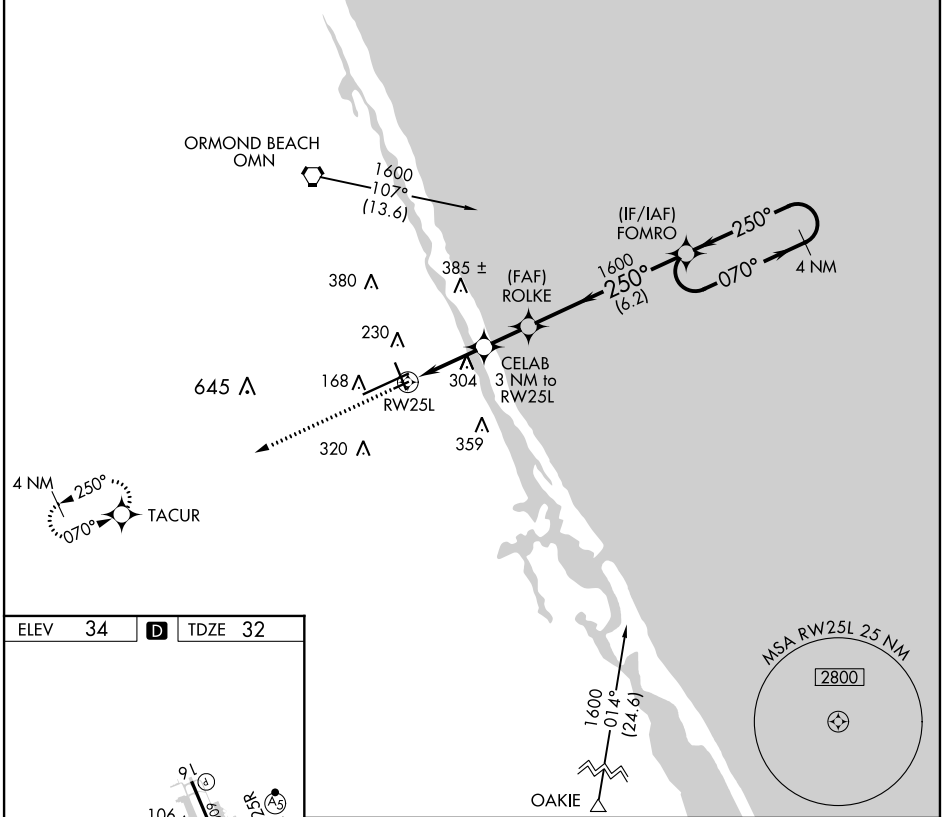 ORMOND BEACH
OMN
1600
107°
(13.6)
(IF/IAF)
FOMRO
250°
070°
4 NM
1600
250°
(6.2)
(FAF)
ROLKE
380
385 ±
230
CELAB
3 NM to
RW25L
304
645
168
RW25L
320
359
4 NM
250°
070°
TACUR
ELEV 34
D
TDZE 32
MSA RW25L 25 NM
2800
1600
014°
(24.6)
OAKIE
16
P
25R
A5
106